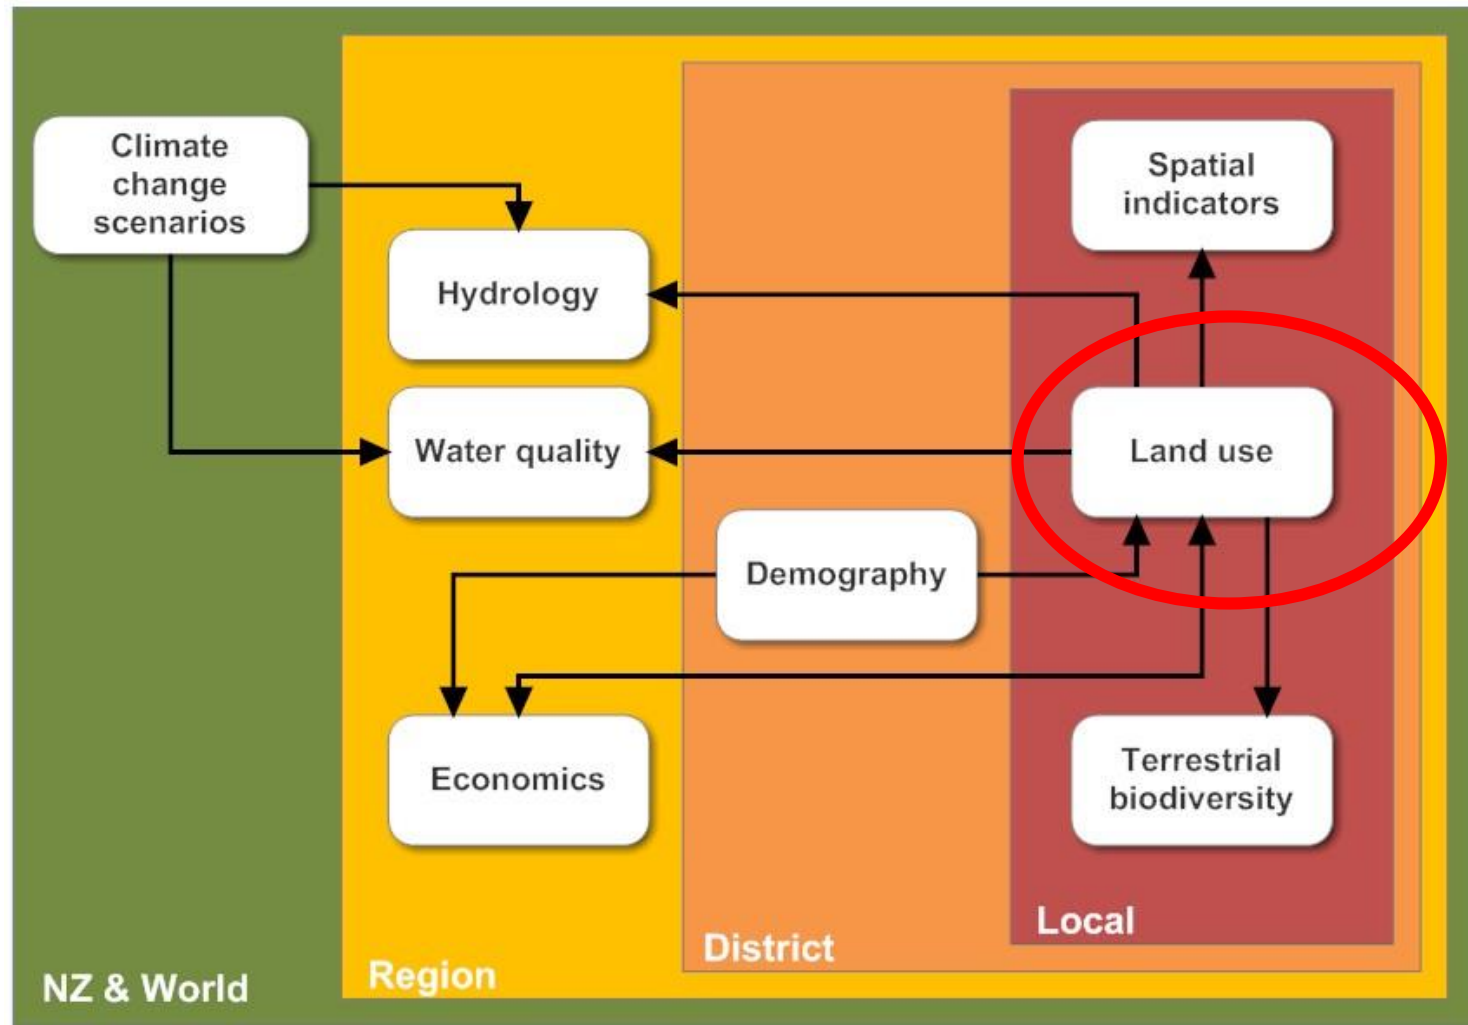 Climate
change
scenarios
Spatial
indicators
Hydrology
Water quality
Land use
Demography
Economics
Terrestrial
biodiversity
Local
District
Region
NZ & World